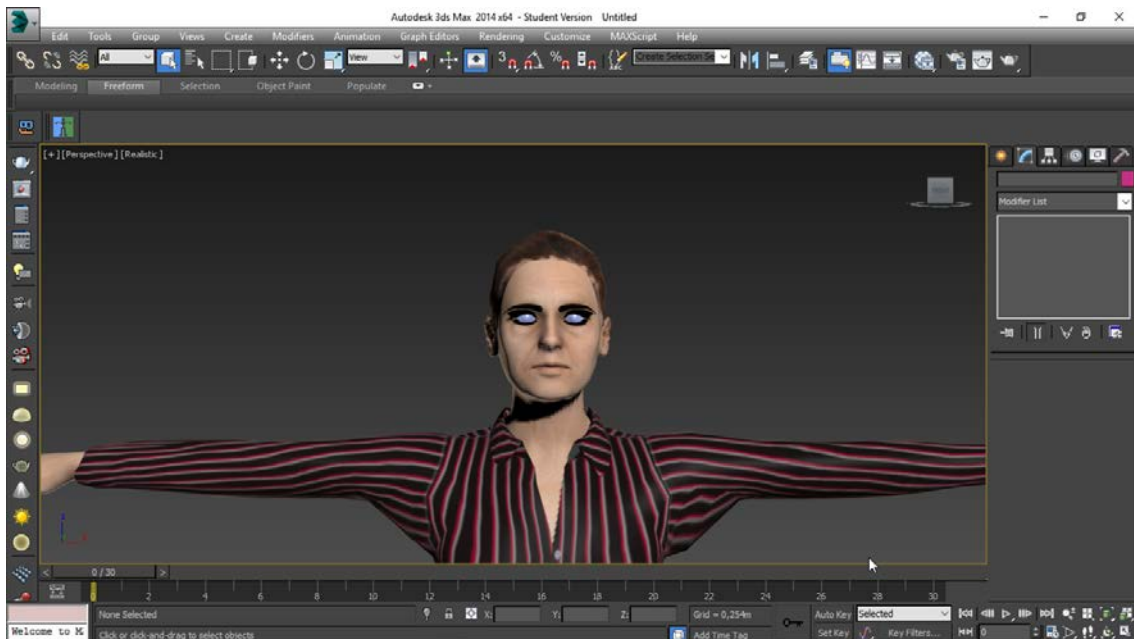 Autodesk 3ds Max 2014 x64 - Student Version Untitled
Edit Tools Group Views Create Modifiers Animation Graph Editors Rendering Customize MAXScript Help
All View Create Selection Se
Modeling Freeform Selection Object Paint Populate
[+][Perspective][Realistic]
Modifier List
0 / 30
0 2 4 6 8 10 12 14 16 18 20 22 24 26 28 30
None Selected X: Y: Z: Grid = 0,254m Auto Key Selected
Welcome to M Click or click-and-drag to select objects Add Time Tag Set Key Key Filters... 0